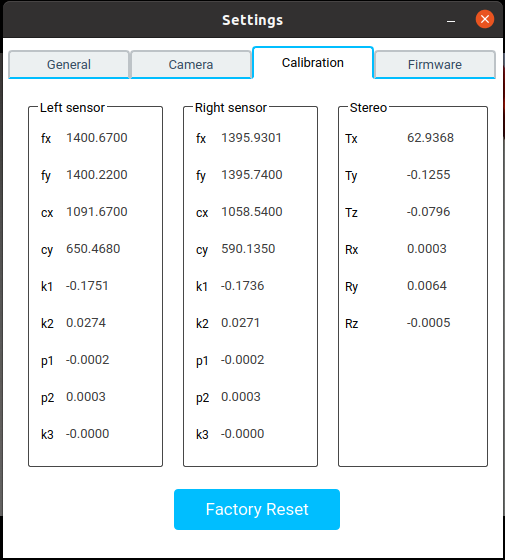 Settings
General Camera Calibration Firmware
Left sensor
fx 1400.6700
fy 1400.2200
cx 1091.6700
cy 650.4680
k1 -0.1751
k2 0.0274
p1 -0.0002
p2 0.0003
k3 -0.0000
Right sensor
fx 1395.9301
fy 1395.7400
cx 1058.5400
cy 590.1350
k1 -0.1736
k2 0.0271
p1 -0.0002
p2 0.0003
k3 -0.0000
Stereo
Tx 62.9368
Ty -0.1255
Tz -0.0796
Rx 0.0003
Ry 0.0064
Rz -0.0005
Factory Reset